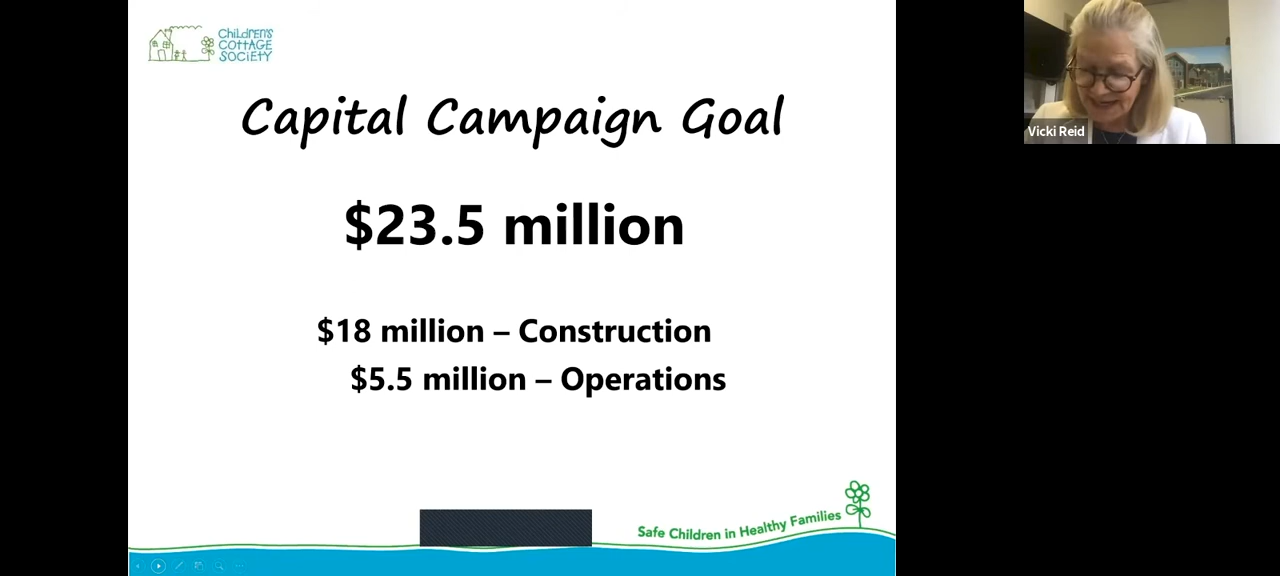 Children's
Cottage
Society
Capital Campaign Goal
$23.5 million
$18 million – Construction
$5.5 million – Operations
Safe Children in Healthy Families
Vicki Reid